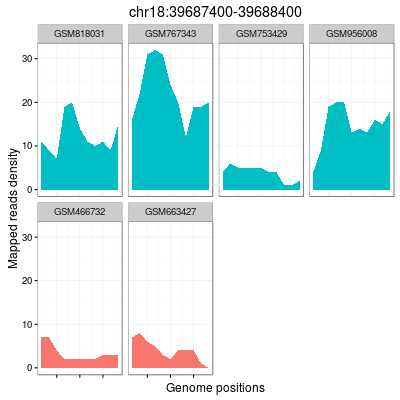 chr18:39687400-39688400
GSM818031 GSM767343 GSM753429 GSM956008
30
20
10
0
Mapped reads density
GSM466732 GSM663427
30
20
10
0
Genome positions